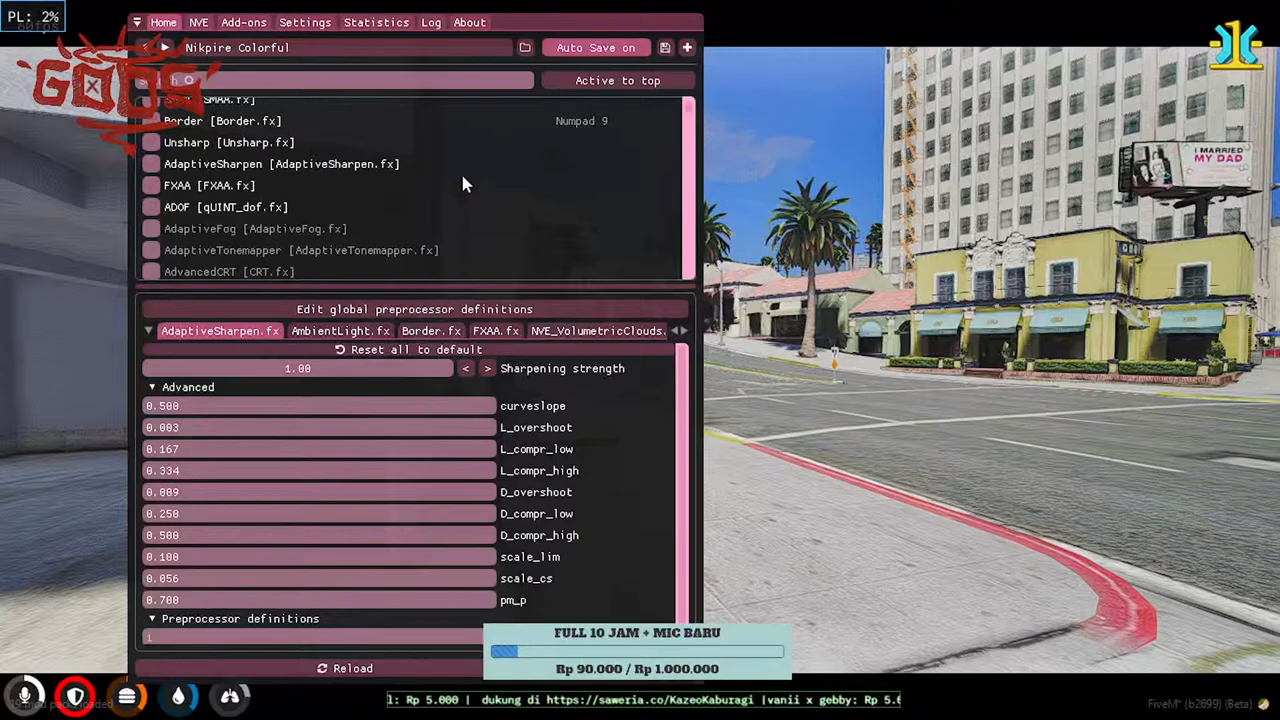 PL: 2%
Home NVE Add-ons Settings Statistics Log About
GODS
Nikpire Colorful
Auto Save on
Active to top
Border [Border.fx]
Numpad 9
Unsharp [Unsharp.fx]
AdaptiveSharpen [AdaptiveSharpen.fx]
FXAA [FXAA.fx]
ADOF [qUINT_dof.fx]
AdaptiveFog [AdaptiveFog.fx]
AdaptiveTonemapper [AdaptiveTonemapper.fx]
AdvancedCRT [CRT.fx]
I MARRIED
MY DAD
Edit global preprocessor definitions
AdaptiveSharpen.fx AmbientLight.fx Border.fx FXAA.fx NVE_VolumetricClouds.
Reset all to default
1.00 < > Sharpening strength
Advanced
0.500 curveslope
0.003 L_overshoot
0.167 L_compr_low
0.334 L_compr_high
0.009 D_overshoot
0.250 D_compr_low
0.500 D_compr_high
0.100 scale_lim
0.056 scale_cs
0.700 pm_p
Preprocessor definitions
1
Reload
FULL 10 JAM + MIC BARU
Rp 90.000 / Rp 1.000.000
l: Rp 5.000 | dukung di https://saweria.co/KazeoKaburagi |vanii x gebby: Rp 5.0
FiveM* (b2699) (Beta)